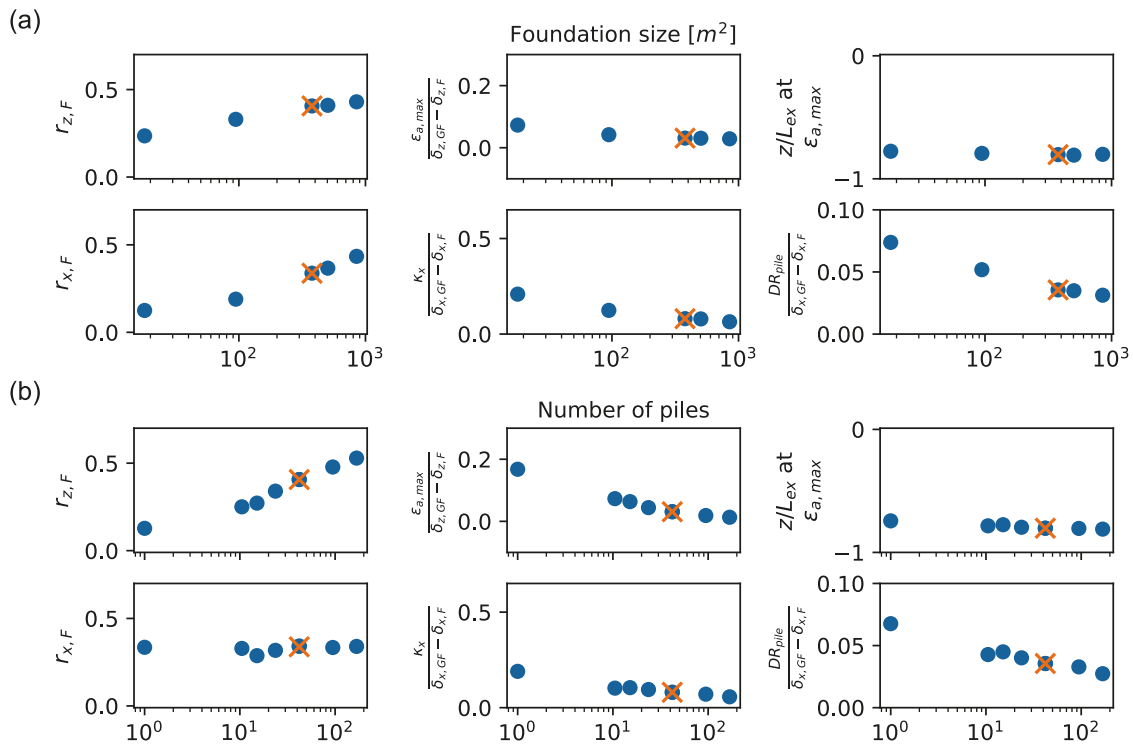 (a)
Foundation size [m²]
r_{z,F}
0.5
0.0
ε_{a,max}
δ_{z,GF} − δ_{z,F}
0.2
0.0
z/L_{ex} at
ε_{a,max}
0
−1
r_{x,F}
0.5
0.0
10² 10³
κ_x
δ_{x,GF} − δ_{x,F}
0.5
0.0
10² 10³
DR_{pile}
δ_{x,GF} − δ_{x,F}
0.10
0.05
0.00
10² 10³
(b)
Number of piles
r_{z,F}
0.5
0.0
ε_{a,max}
δ_{z,GF} − δ_{z,F}
0.2
0.0
z/L_{ex} at
ε_{a,max}
0
−1
r_{x,F}
0.5
0.0
10⁰ 10¹ 10²
κ_x
δ_{x,GF} − δ_{x,F}
0.5
0.0
10⁰ 10¹ 10²
DR_{pile}
δ_{x,GF} − δ_{x,F}
0.10
0.05
0.00
10⁰ 10¹ 10²